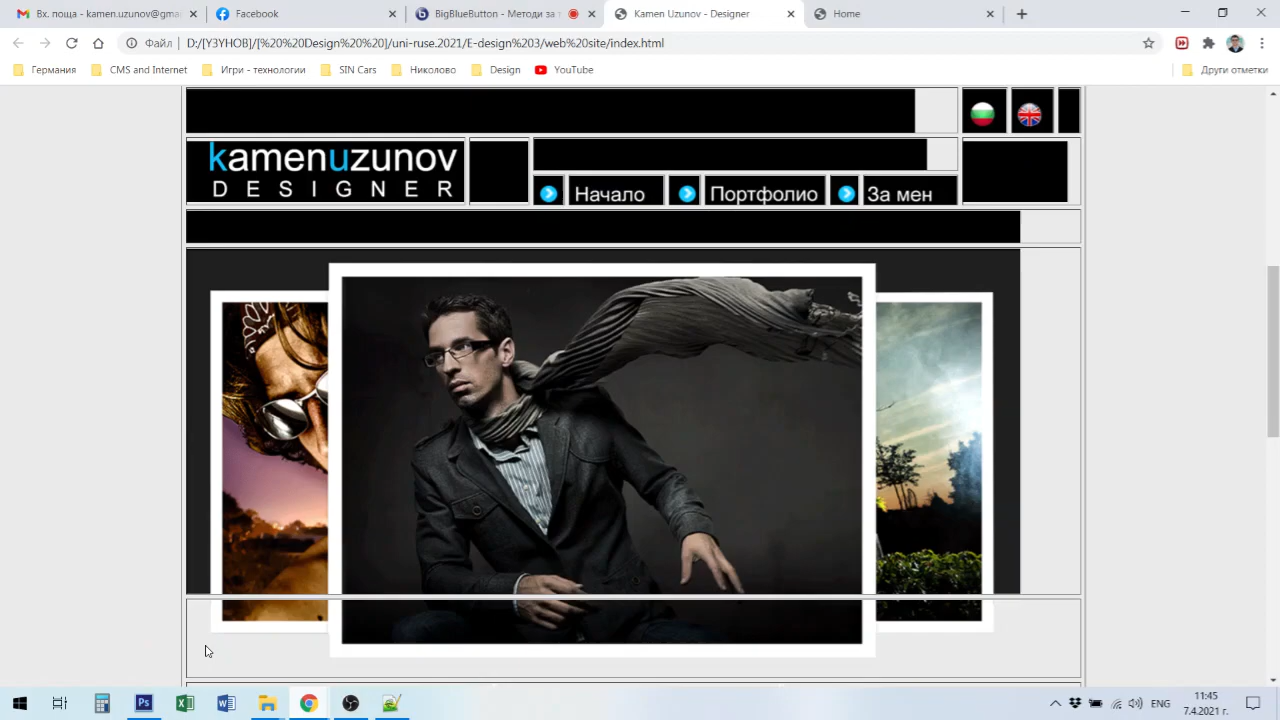 Вх. поща - kamen.uzunov@gma
Facebook
BigBlueButton - Методи за т
Kamen Uzunov - Designer
Home
Файл
D:/[УЗУНОВ]/[%20%20Design%20%20]/uni-ruse.2021/E-design%203/web%20site/index.html
Германия
CMS and Internet
Игри - технологии
SIN Cars
Николово
Design
YouTube
Други отметки
kamenuzunov
DESIGNER
Начало
Портфолио
За мен
ENG
11:45
7.4.2021 г.